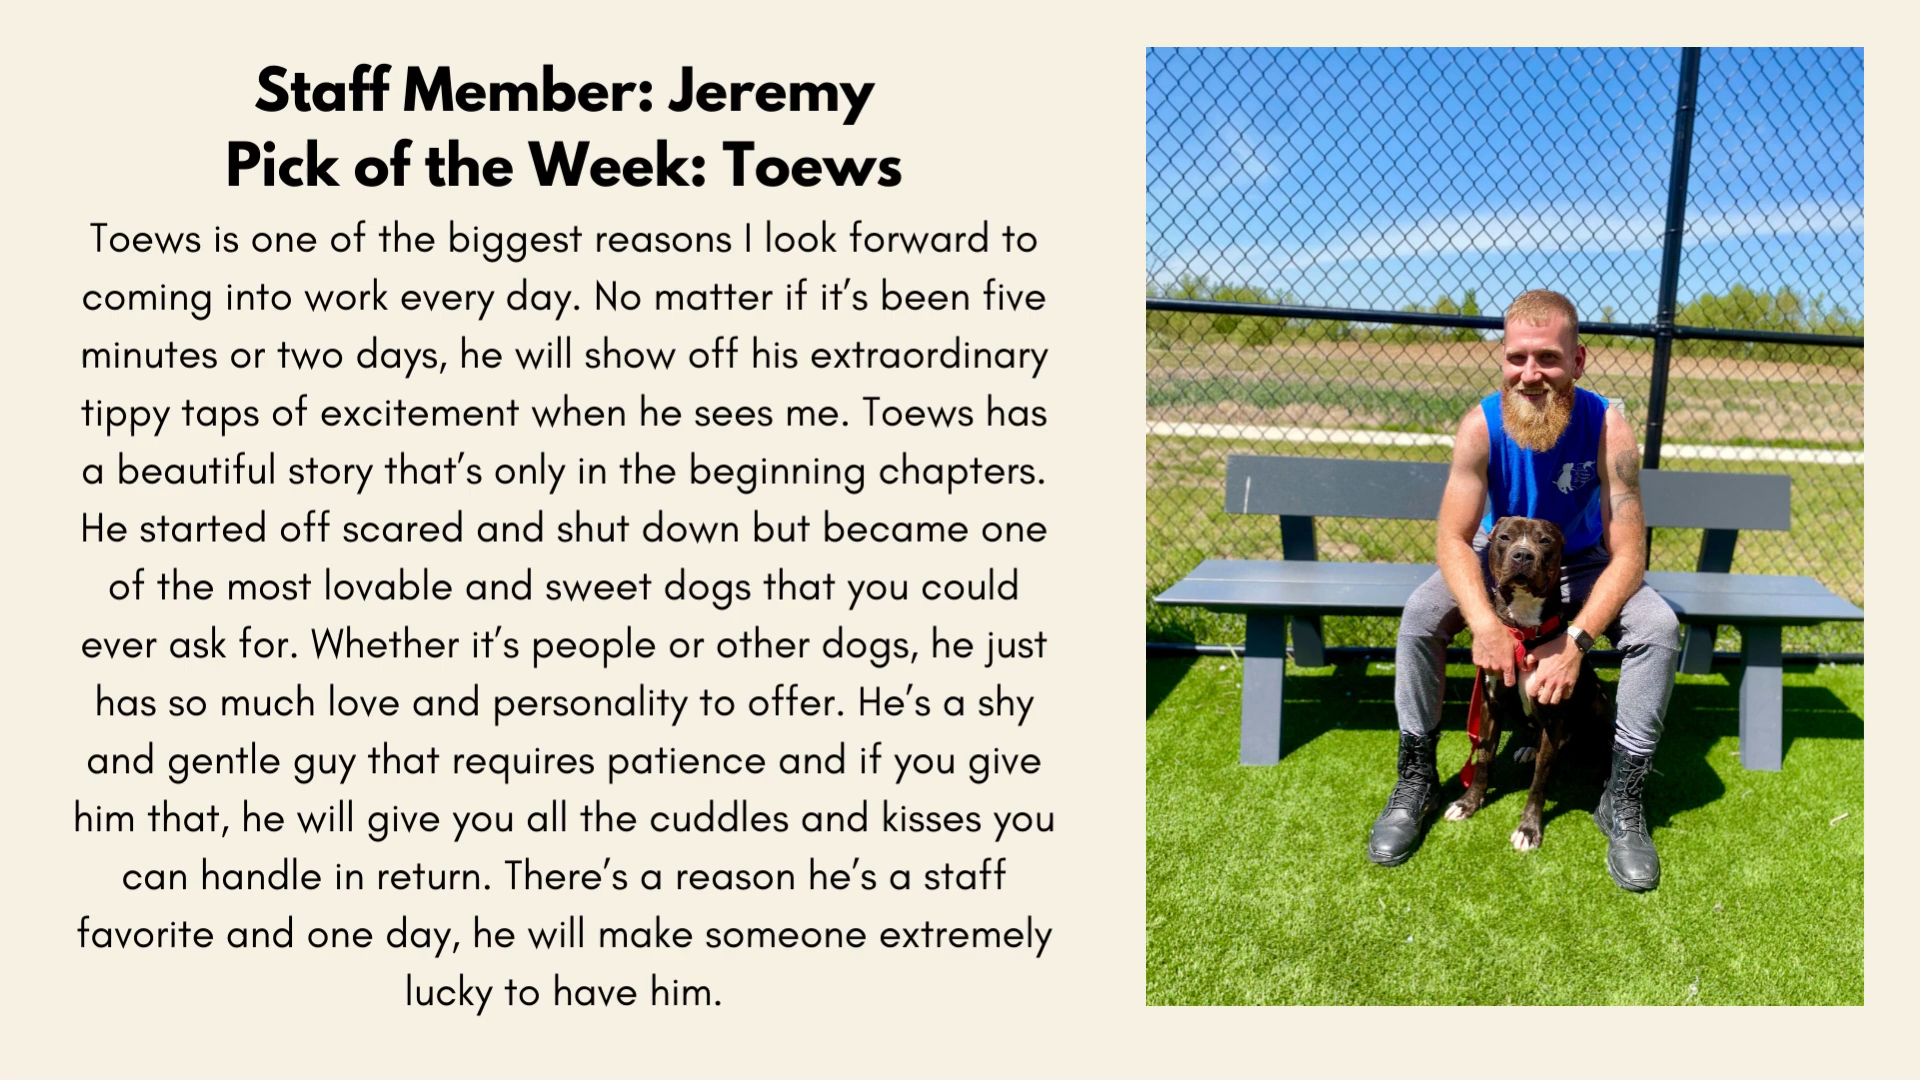 Staff Member: Jeremy
Pick of the Week: Toews
Toews is one of the biggest reasons I look forward to
coming into work every day. No matter if it’s been five
minutes or two days, he will show off his extraordinary
tippy taps of excitement when he sees me. Toews has
a beautiful story that’s only in the beginning chapters.
He started off scared and shut down but became one
of the most lovable and sweet dogs that you could
ever ask for. Whether it’s people or other dogs, he just
has so much love and personality to offer. He’s a shy
and gentle guy that requires patience and if you give
him that, he will give you all the cuddles and kisses you
can handle in return. There’s a reason he’s a staff
favorite and one day, he will make someone extremely
lucky to have him.